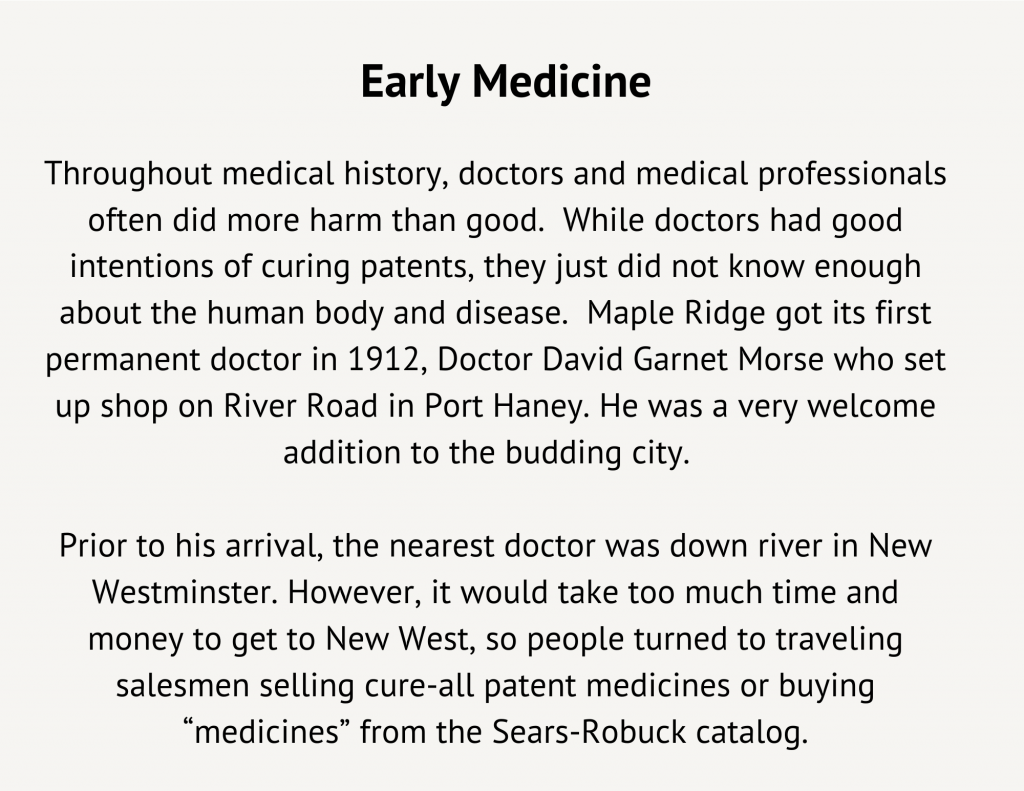 Early Medicine
Throughout medical history, doctors and medical professionals
often did more harm than good.  While doctors had good
intentions of curing patents, they just did not know enough
about the human body and disease.  Maple Ridge got its first
permanent doctor in 1912, Doctor David Garnet Morse who set
up shop on River Road in Port Haney. He was a very welcome
addition to the budding city.
Prior to his arrival, the nearest doctor was down river in New
Westminster. However, it would take too much time and
money to get to New West, so people turned to traveling
salesmen selling cure-all patent medicines or buying
“medicines” from the Sears-Robuck catalog.